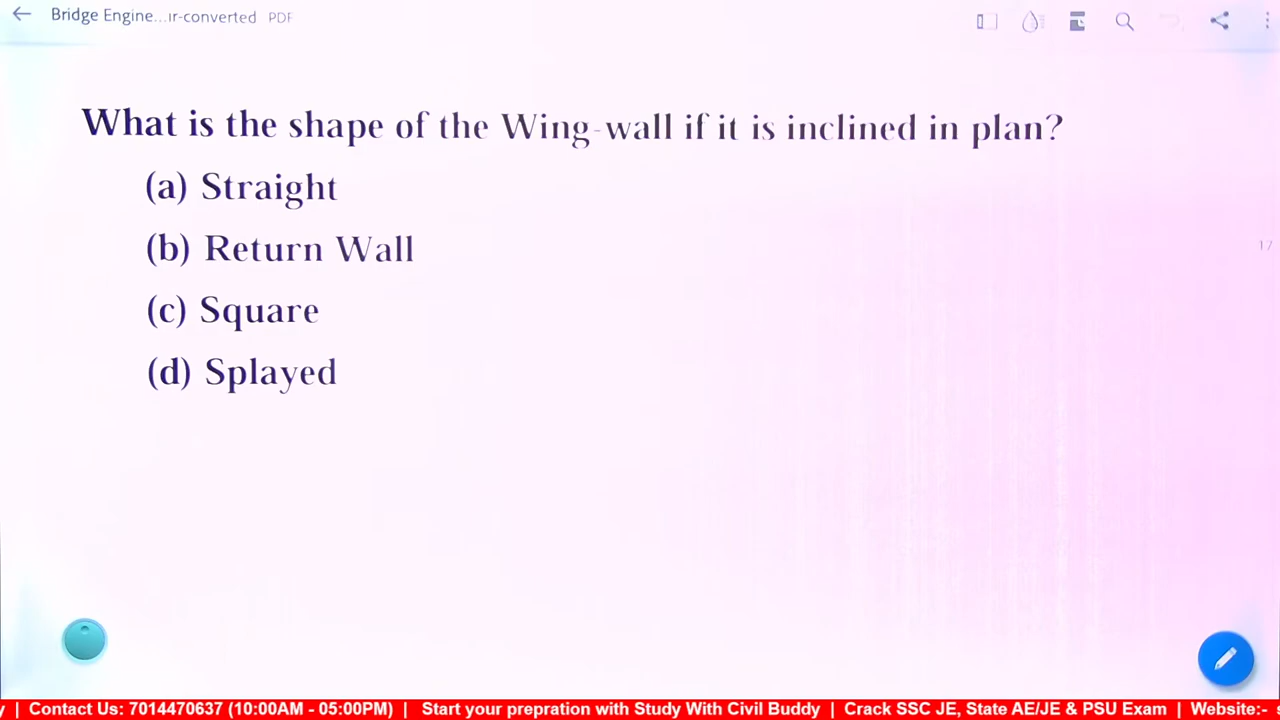 Bridge Engine...ır-converted PDF
What is the shape of the Wing-wall if it is inclined in plan?
(a) Straight
17
(b) Return Wall
(c) Square
(d) Splayed
y | Contact Us: 7014470637 (10:00AM - 05:00PM) | Start your prepration with Study With Civil Buddy | Crack SSC JE, State AE/JE & PSU Exam | Website:- s